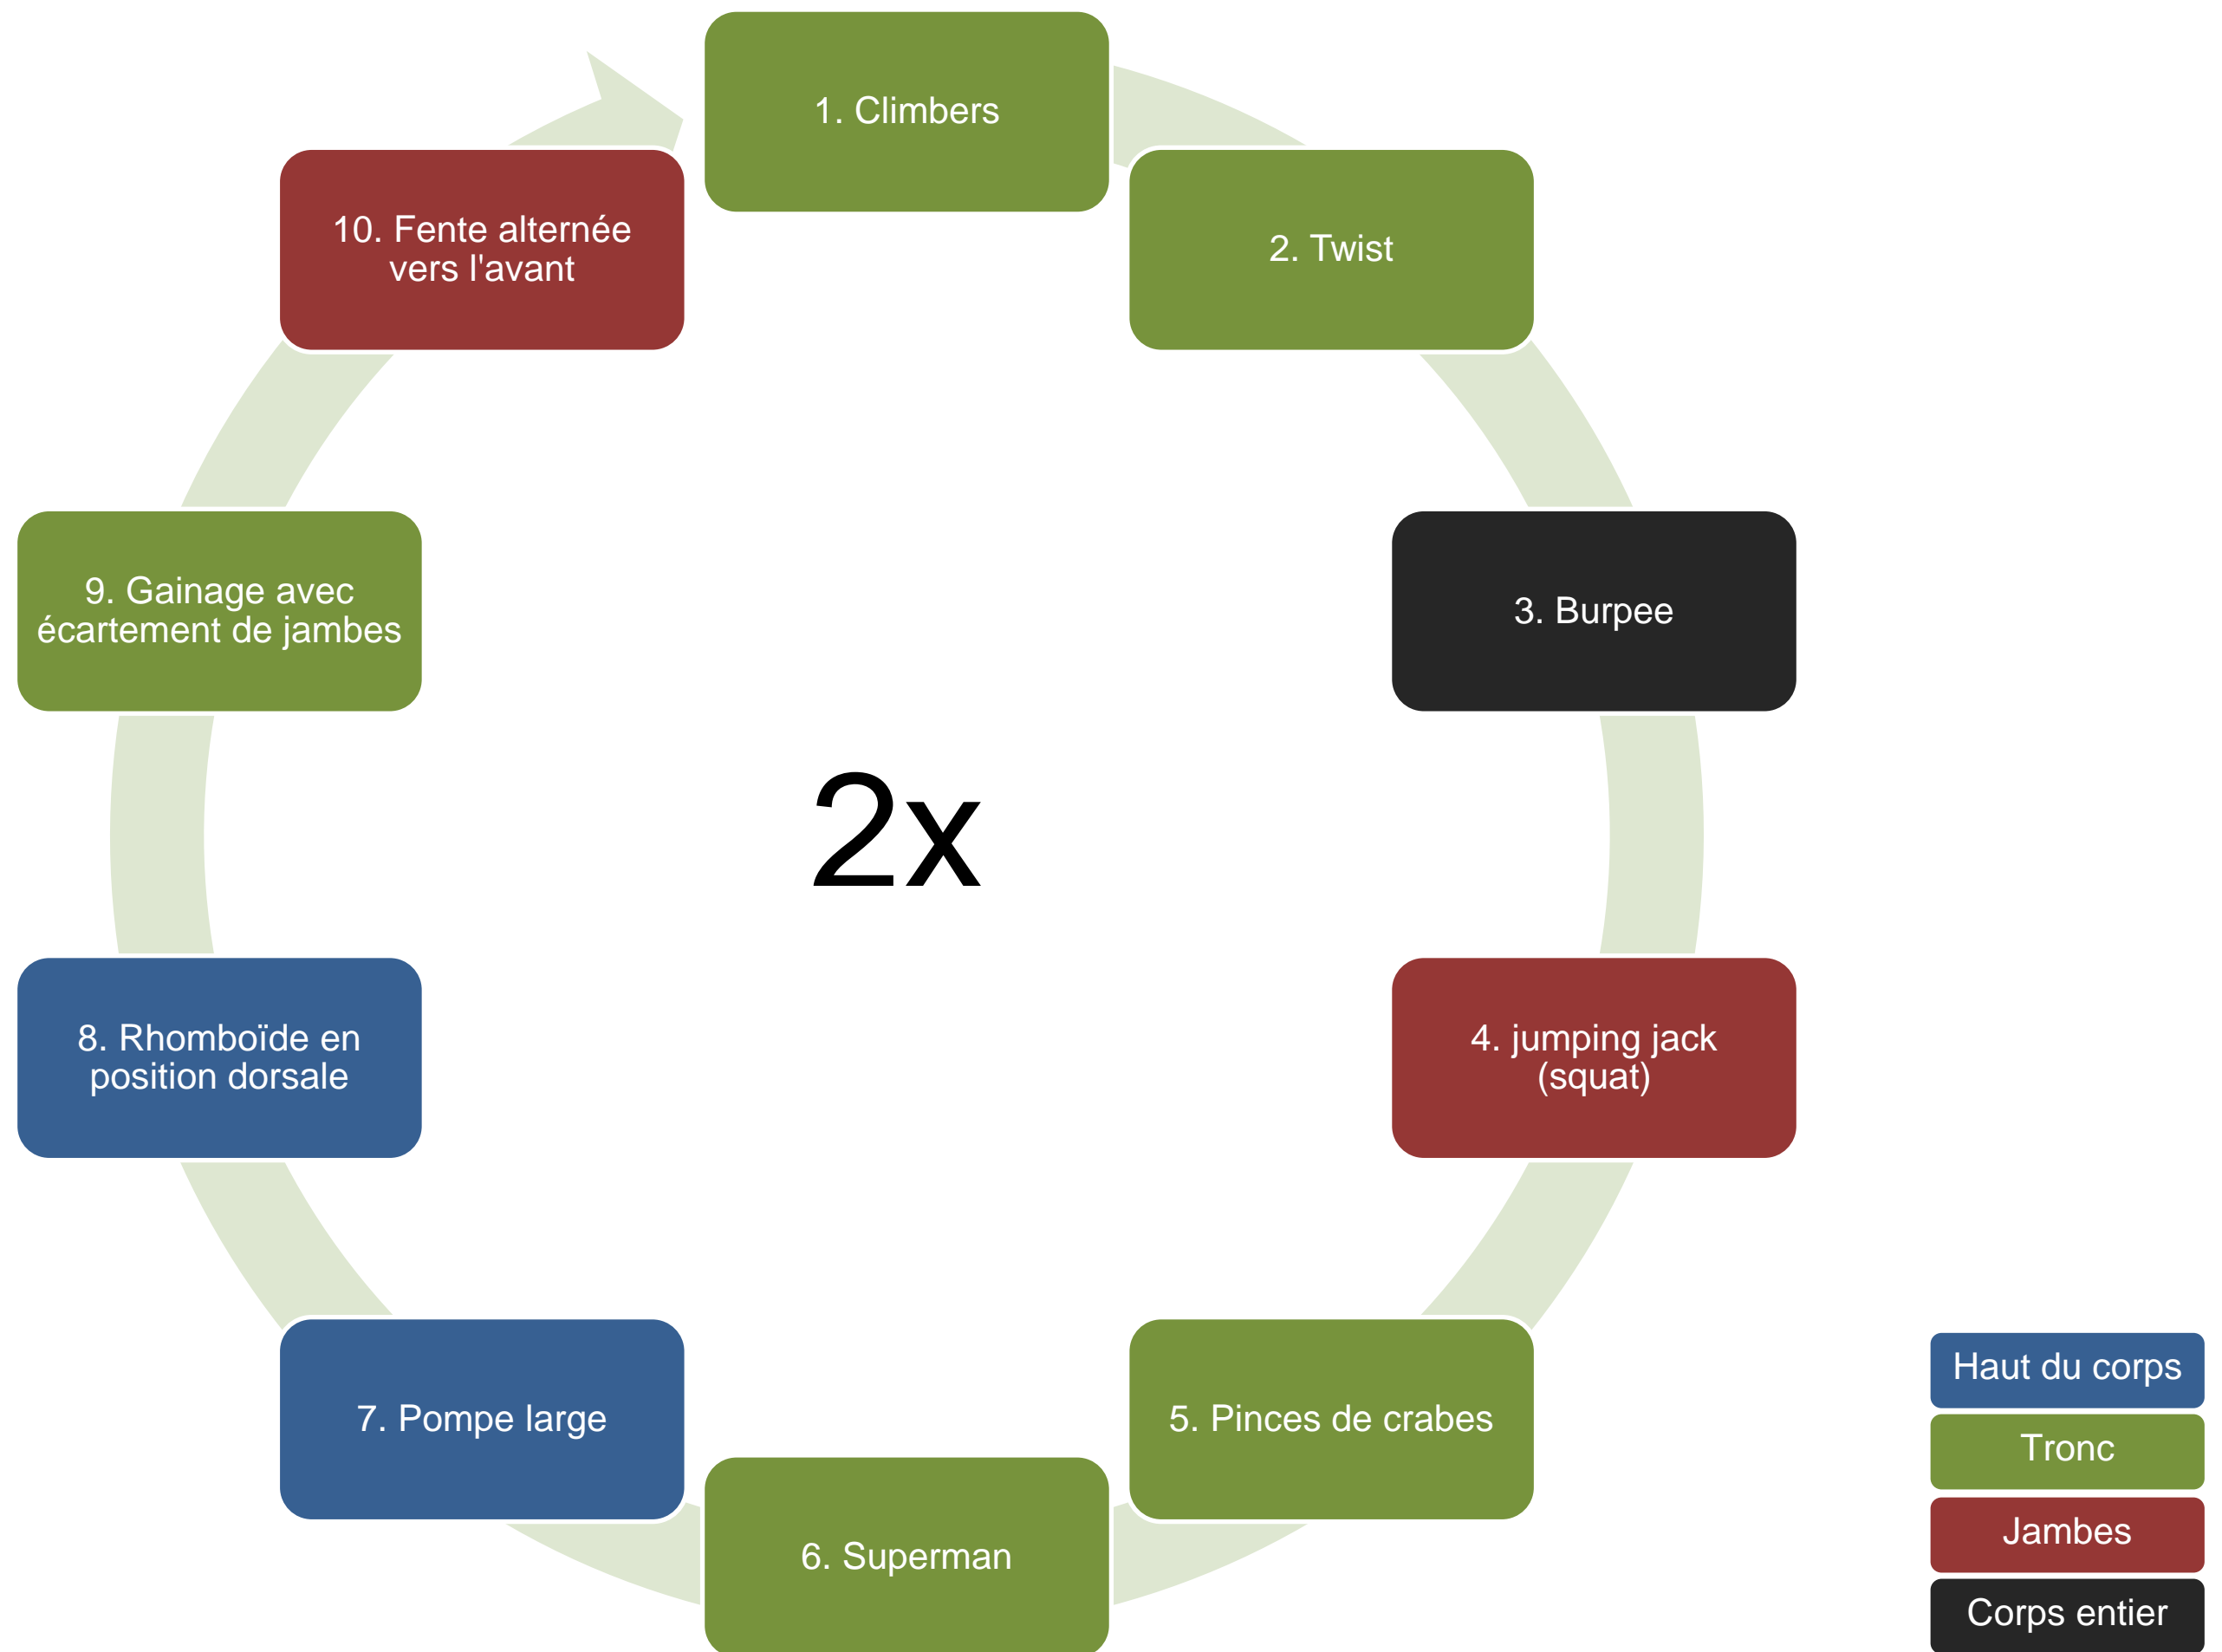 1. Climbers
2. Twist
3. Burpee
4. jumping jack
(squat)
5. Pinces de crabes
6. Superman
7. Pompe large
8. Rhomboïde en
position dorsale
9. Gainage avec
écartement de jambes
10. Fente alternée
vers l'avant
2x
Haut du corps
Tronc
Jambes
Corps entier